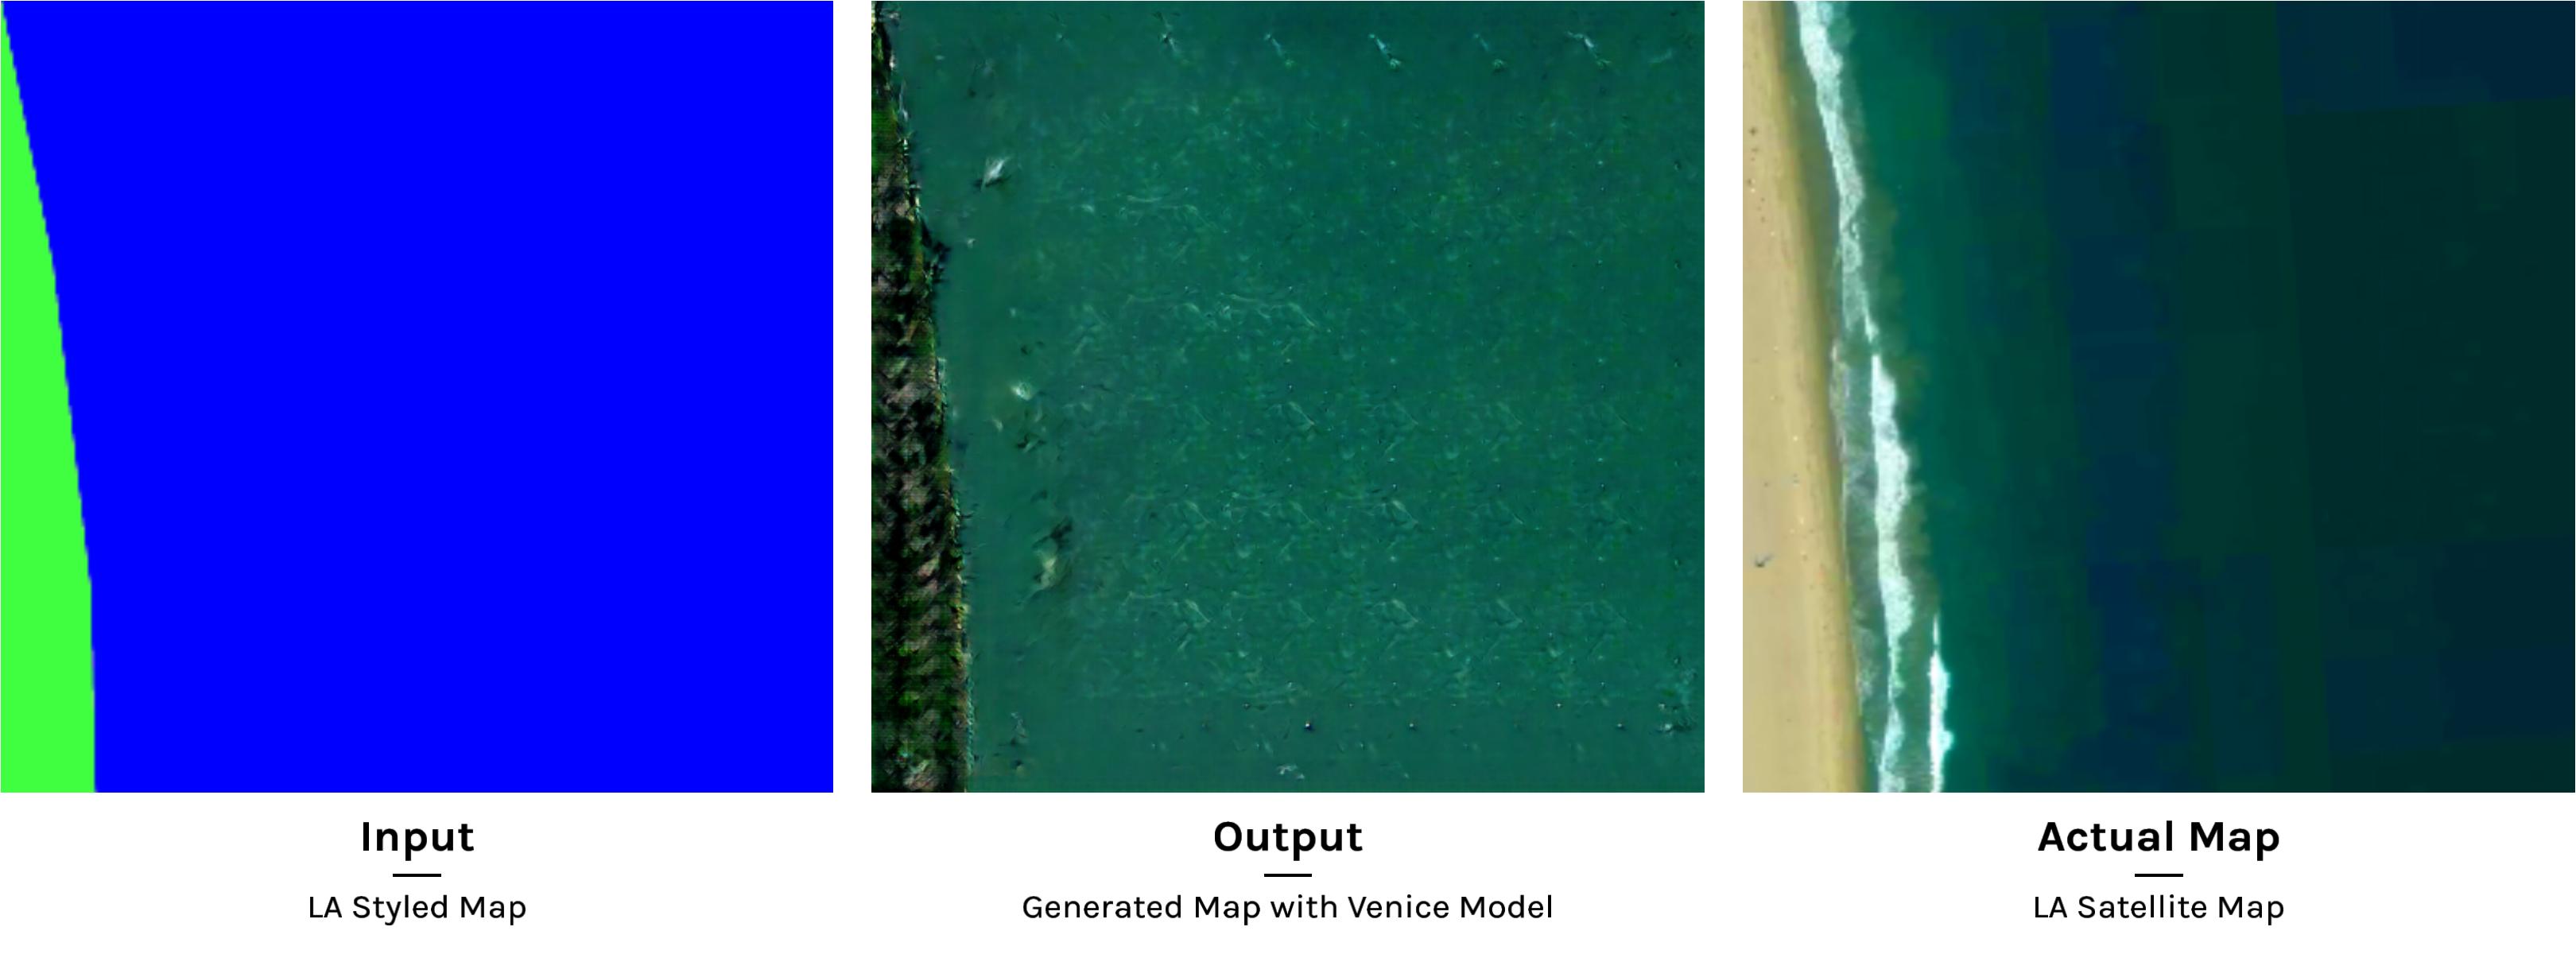 Input
LA Styled Map
Output
Generated Map with Venice Model
Actual Map
LA Satellite Map